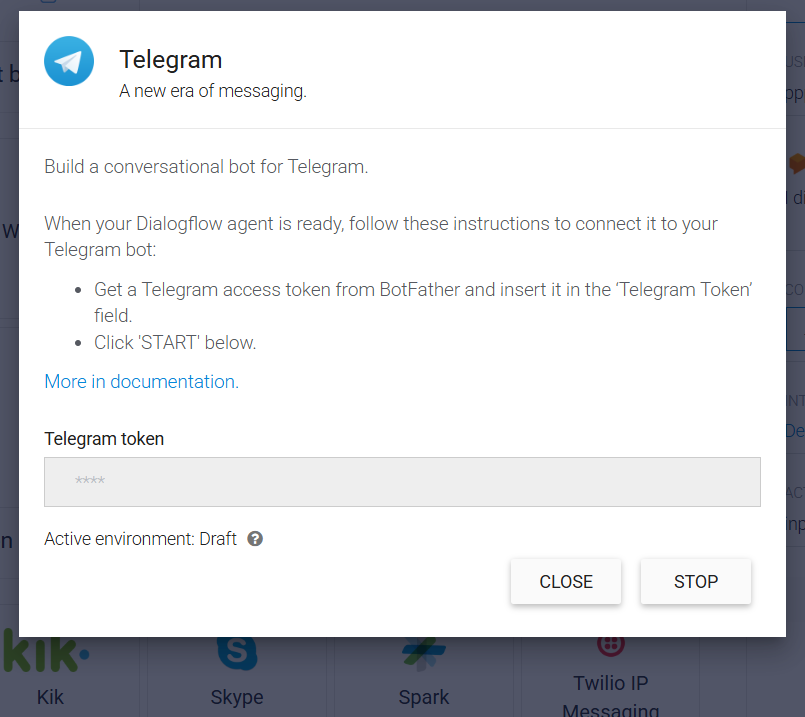 Telegram
A new era of messaging.
Build a conversational bot for Telegram.
When your Dialogflow agent is ready, follow these instructions to connect it to your
Telegram bot:
Get a Telegram access token from BotFather and insert it in the ‘Telegram Token’
field.
Click 'START' below.
More in documentation.
Telegram token
****
Active environment: Draft
CLOSE
STOP
kik
Kik
Skype
Spark
Twilio IP
Messaging